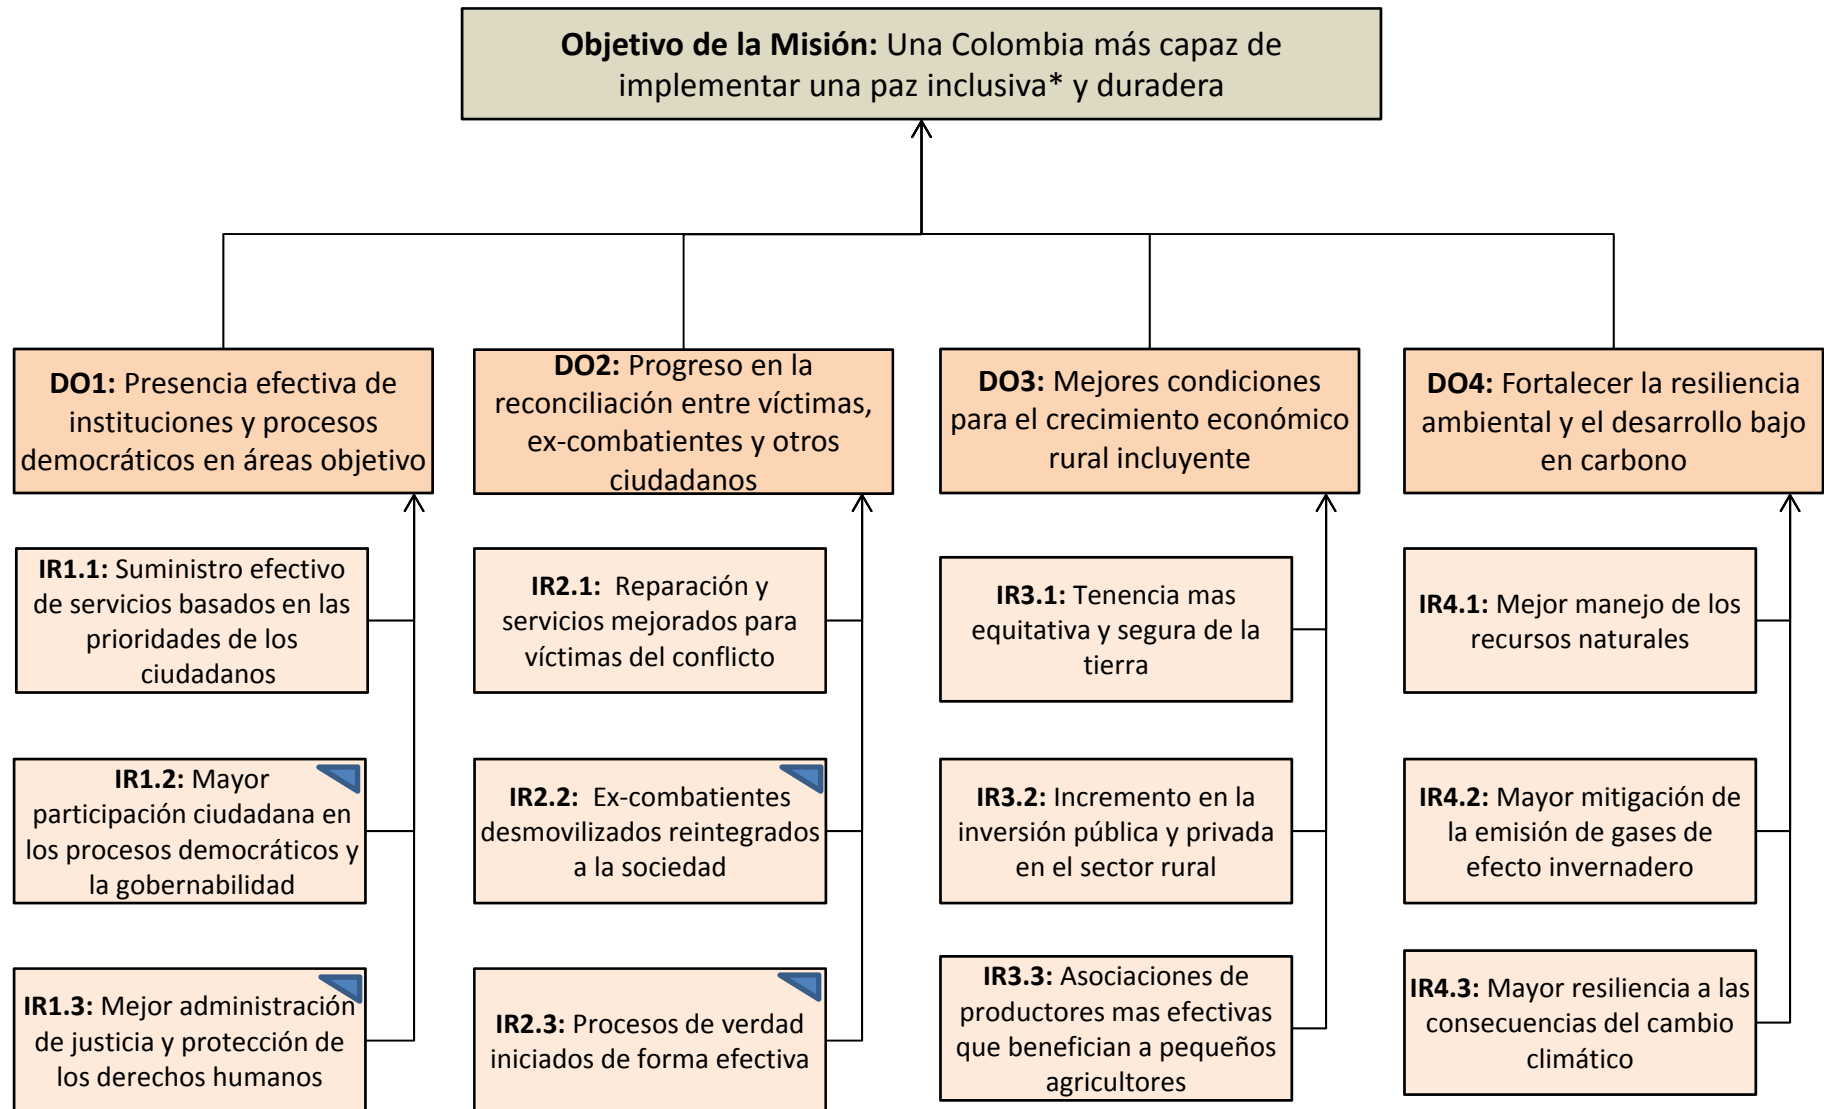 Objetivo de la Misión: Una Colombia más capaz de
implementar una paz inclusiva* y duradera
DO1: Presencia efectiva de
instituciones y procesos
democráticos en áreas objetivo
DO2: Progreso en la
reconciliación entre víctimas,
ex-combatientes y otros
ciudadanos
DO3: Mejores condiciones
para el crecimiento económico
rural incluyente
DO4: Fortalecer la resiliencia
ambiental y el desarrollo bajo
en carbono
IR1.1: Suministro efectivo
de servicios basados en las
prioridades de los
ciudadanos
IR2.1: Reparación y
servicios mejorados para
víctimas del conflicto
IR3.1: Tenencia mas
equitativa y segura de la
tierra
IR4.1: Mejor manejo de los
recursos naturales
IR1.2: Mayor
participación ciudadana en
los procesos democráticos y
la gobernabilidad
IR2.2: Ex-combatientes
desmovilizados reintegrados
a la sociedad
IR3.2: Incremento en la
inversión pública y privada
en el sector rural
IR4.2: Mayor mitigación de
la emisión de gases de
efecto invernadero
IR1.3: Mejor administración
de justicia y protección de
los derechos humanos
IR2.3: Procesos de verdad
iniciados de forma efectiva
IR3.3: Asociaciones de
productores mas efectivas
que benefician a pequeños
agricultores
IR4.3: Mayor resiliencia a las
consecuencias del cambio
climático